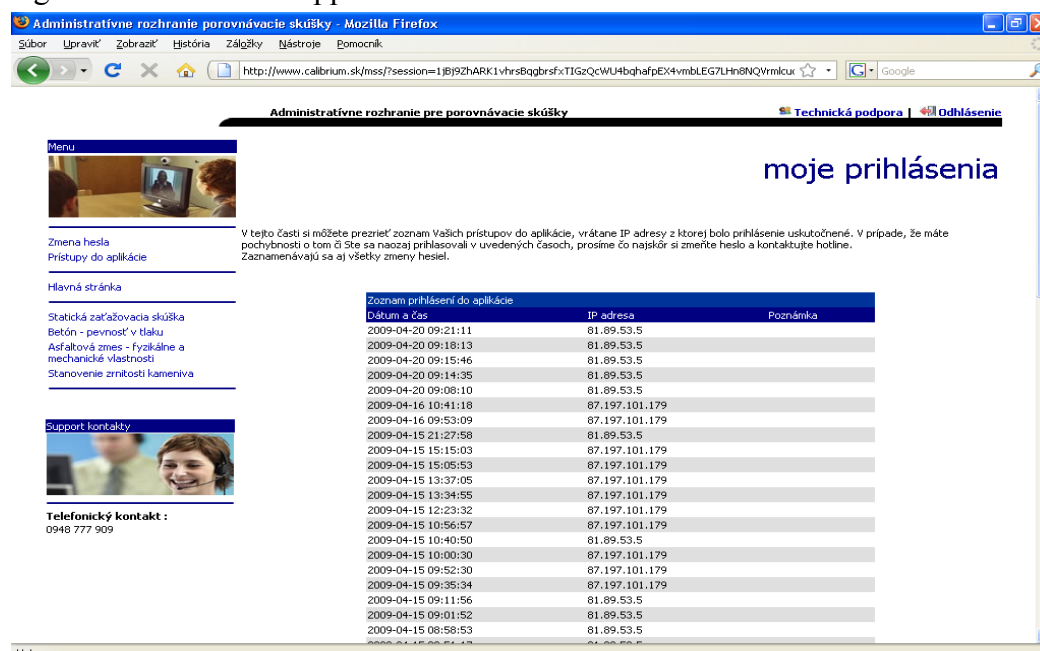 Administratívne rozhranie porovnávacie skúšky - Mozilla Firefox
Súbor Upraviť Zobraziť História Záložky Nástroje Pomocník
Google
Administratívne rozhranie pre porovnávacie skúšky
Technická podpora | Odhlásenie
Menu
moje prihlásenia
V tejto časti si môžete prezrieť zoznam Vašich prístupov do aplikácie, vrátane IP adresy z ktorej bolo prihlásenie uskutočnené. V prípade, že máte
pochybnosti o tom či Ste sa naozaj prihlasovali v uvedených časoch, prosíme čo najskôr si zmeňte heslo a kontaktujte hotline.
Zaznamenávajú sa aj všetky zmeny hesiel.
Zmena hesla
Prístupy do aplikácie
Hlavná stránka
Statická zaťažovacia skúška
Betón - pevnosť v tlaku
Asfaltová zmes - fyzikálne a
mechanické vlastnosti
Stanovenie zrnitosti kameniva
Support kontakty
Telefonický kontakt :
0948 777 909
Zoznam prihlásení do aplikácie
Dátum a čas IP adresa Poznámka
2009-04-20 09:21:11 81.89.53.5
2009-04-20 09:18:13 81.89.53.5
2009-04-20 09:15:46 81.89.53.5
2009-04-20 09:14:35 81.89.53.5
2009-04-20 09:08:10 81.89.53.5
2009-04-16 10:41:18 87.197.101.179
2009-04-16 09:53:09 87.197.101.179
2009-04-15 21:27:58 81.89.53.5
2009-04-15 15:15:03 87.197.101.179
2009-04-15 15:05:53 87.197.101.179
2009-04-15 13:37:05 87.197.101.179
2009-04-15 13:34:55 87.197.101.179
2009-04-15 12:23:32 87.197.101.179
2009-04-15 10:56:57 87.197.101.179
2009-04-15 10:40:50 81.89.53.5
2009-04-15 10:00:30 87.197.101.179
2009-04-15 09:52:30 87.197.101.179
2009-04-15 09:35:34 87.197.101.179
2009-04-15 09:11:56 81.89.53.5
2009-04-15 09:01:52 81.89.53.5
2009-04-15 08:58:53 81.89.53.5